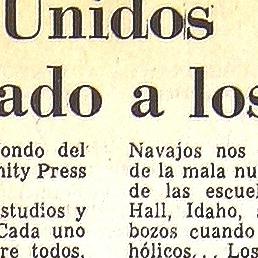 Unidos
ado a los
ondo del
nity Press
studios y
Cada uno
re todos,
Navajos nos
de la mala nu
de las escuel
Hall, Idaho,
bozos cuando
hólicos... Los